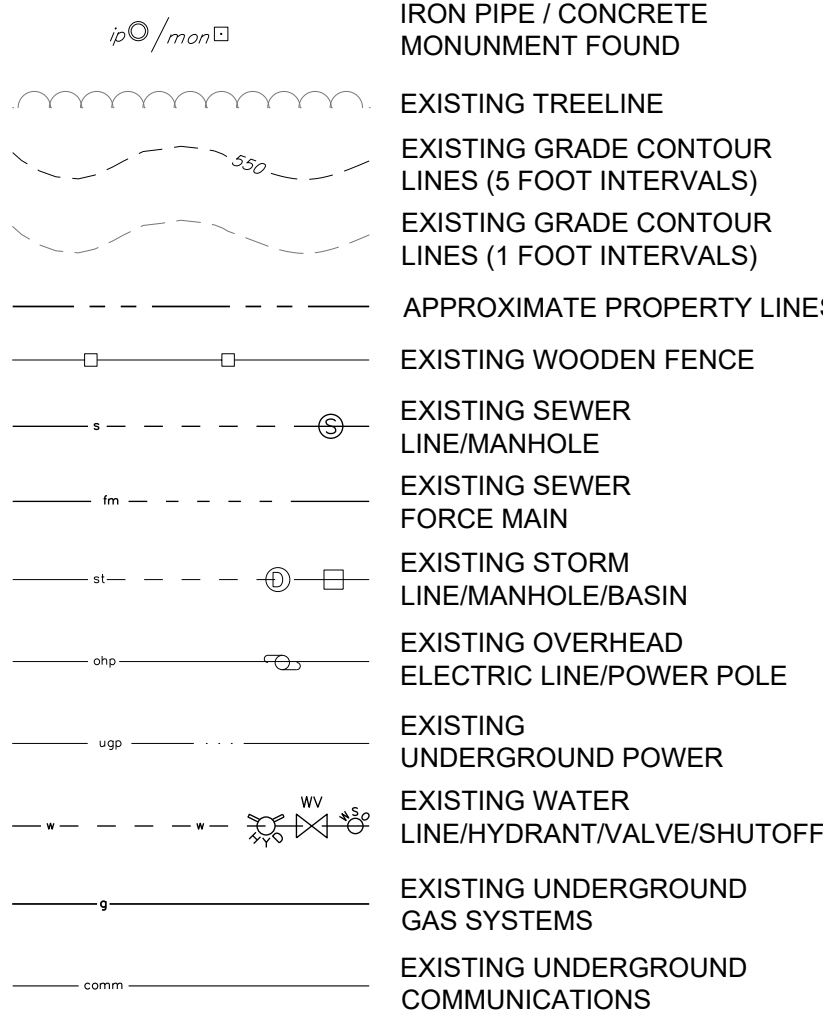 ip / mon
IRON PIPE / CONCRETE
MONUNMENT FOUND
EXISTING TREELINE
550
EXISTING GRADE CONTOUR
LINES (5 FOOT INTERVALS)
EXISTING GRADE CONTOUR
LINES (1 FOOT INTERVALS)
APPROXIMATE PROPERTY LINES
EXISTING WOODEN FENCE
s S
EXISTING SEWER
LINE/MANHOLE
fm
EXISTING SEWER
FORCE MAIN
st D
EXISTING STORM
LINE/MANHOLE/BASIN
ohp
EXISTING OVERHEAD
ELECTRIC LINE/POWER POLE
ugp
EXISTING
UNDERGROUND POWER
w w HYD WV WSO
EXISTING WATER
LINE/HYDRANT/VALVE/SHUTOFF
g
EXISTING UNDERGROUND
GAS SYSTEMS
comm
EXISTING UNDERGROUND
COMMUNICATIONS